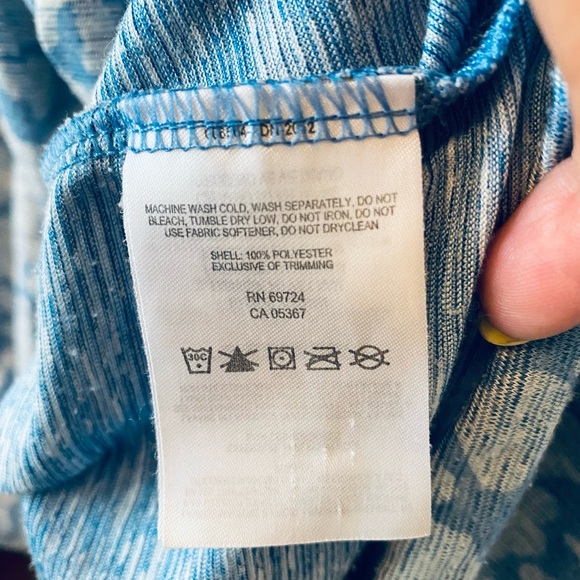 MACHINE WASH COLD, WASH SEPARATELY, DO NOT
BLEACH, TUMBLE DRY LOW, DO NOT IRON, DO NOT
USE FABRIC SOFTENER, DO NOT DRYCLEAN
SHELL: 100% POLYESTER
EXCLUSIVE OF TRIMMING
RN 69724
CA 05367
30C